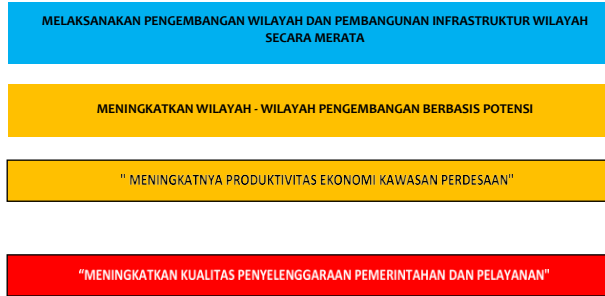 MELAKSANAKAN PENGEMBANGAN WILAYAH DAN PEMBANGUNAN INFRASTRUKTUR WILAYAH
SECARA MERATA
MENINGKATKAN WILAYAH - WILAYAH PENGEMBANGAN BERBASIS POTENSI
" MENINGKATNYA PRODUKTIVITAS EKONOMI KAWASAN PERDESAAN"
“MENINGKATKAN KUALITAS PENYELENGGARAAN PEMERINTAHAN DAN PELAYANAN"